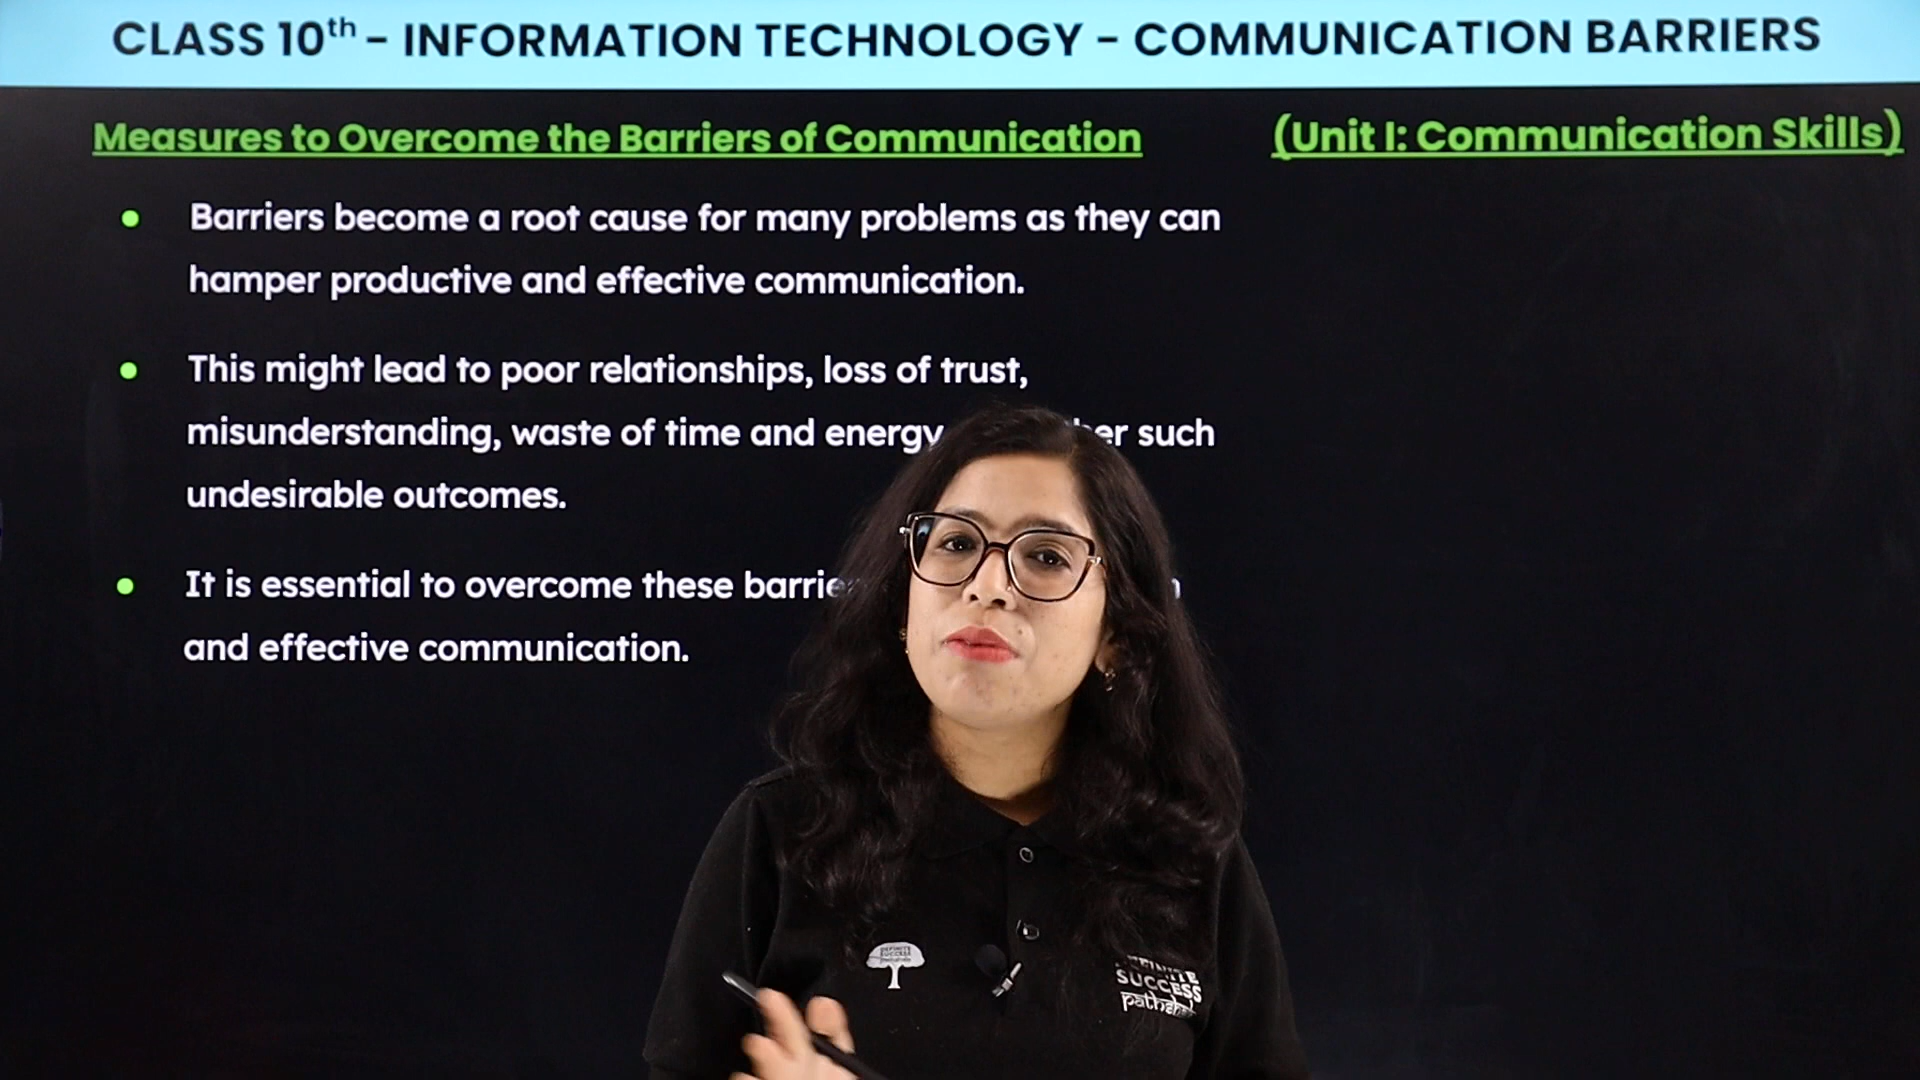 CLASS 10th - INFORMATION TECHNOLOGY - COMMUNICATION BARRIERS
Measures to Overcome the Barriers of Communication
(Unit I: Communication Skills)
• Barriers become a root cause for many problems as they can
hamper productive and effective communication.
• This might lead to poor relationships, loss of trust,
misunderstanding, waste of time and energy such
undesirable outcomes.
• It is essential to overcome these
and effective communication.
SUCCESS